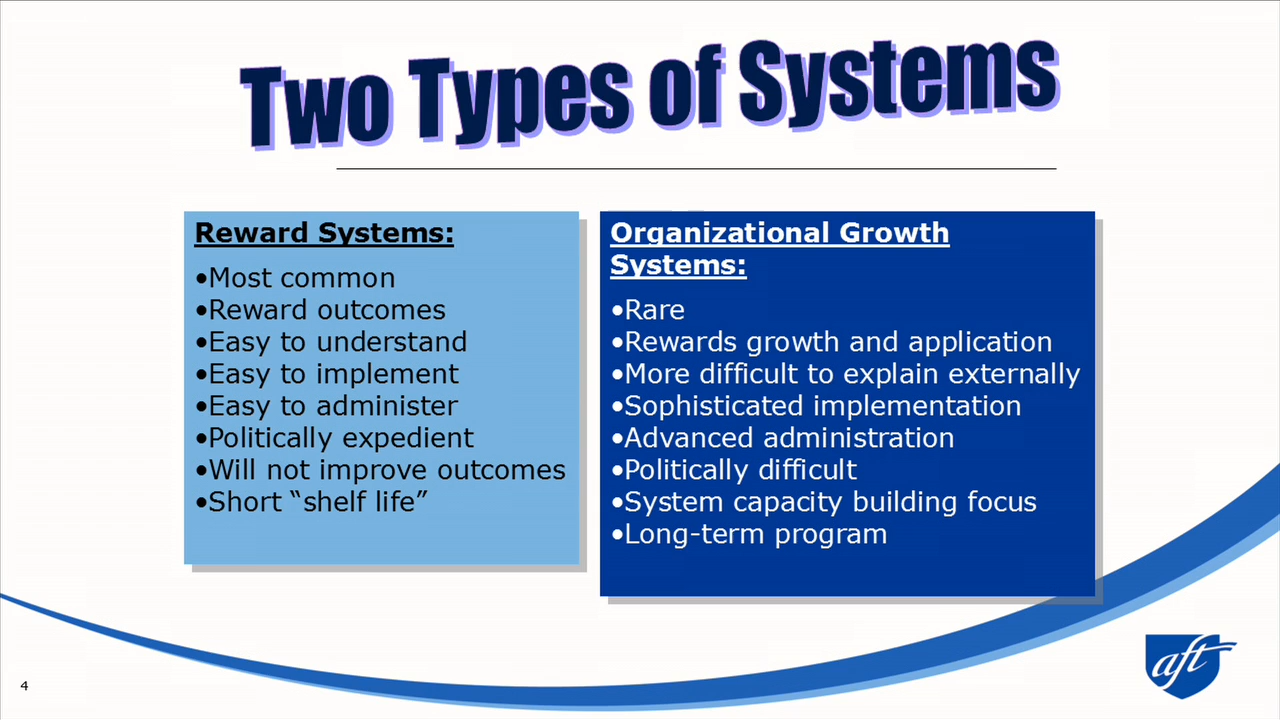 Two Types of Systems
Reward Systems:
•Most common
•Reward outcomes
•Easy to understand
•Easy to implement
•Easy to administer
•Politically expedient
•Will not improve outcomes
•Short “shelf life”
Organizational Growth
Systems:
•Rare
•Rewards growth and application
•More difficult to explain externally
•Sophisticated implementation
•Advanced administration
•Politically difficult
•System capacity building focus
•Long-term program
4
aft